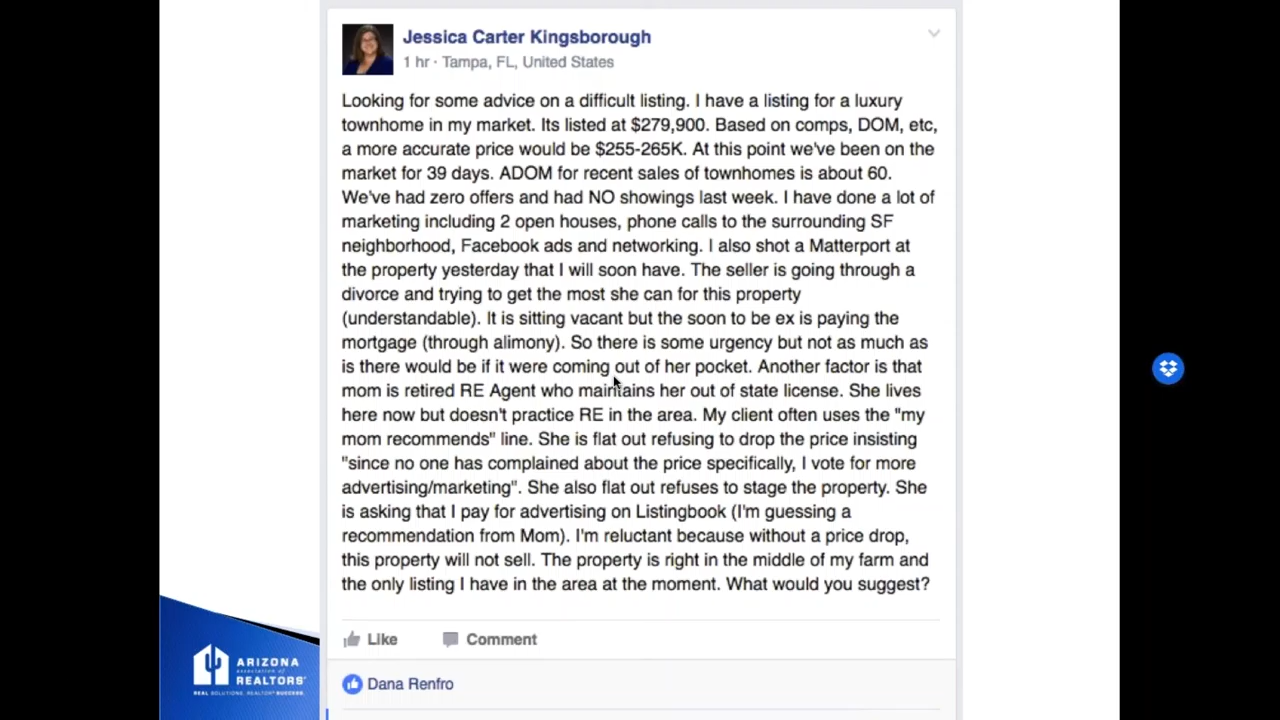 Jessica Carter Kingsborough
1 hr · Tampa, FL, United States
Looking for some advice on a difficult listing. I have a listing for a luxury
townhome in my market. Its listed at $279,900. Based on comps, DOM, etc,
a more accurate price would be $255-265K. At this point we've been on the
market for 39 days. ADOM for recent sales of townhomes is about 60.
We've had zero offers and had NO showings last week. I have done a lot of
marketing including 2 open houses, phone calls to the surrounding SF
neighborhood, Facebook ads and networking. I also shot a Matterport at
the property yesterday that I will soon have. The seller is going through a
divorce and trying to get the most she can for this property
(understandable). It is sitting vacant but the soon to be ex is paying the
mortgage (through alimony). So there is some urgency but not as much as
is there would be if it were coming out of her pocket. Another factor is that
mom is retired RE Agent who maintains her out of state license. She lives
here now but doesn't practice RE in the area. My client often uses the "my
mom recommends" line. She is flat out refusing to drop the price insisting
"since no one has complained about the price specifically, I vote for more
advertising/marketing". She also flat out refuses to stage the property. She
is asking that I pay for advertising on Listingbook (I'm guessing a
recommendation from Mom). I'm reluctant because without a price drop,
this property will not sell. The property is right in the middle of my farm and
the only listing I have in the area at the moment. What would you suggest?
Like
Comment
Dana Renfro
ARIZONA
association of
REALTORS®
REAL SOLUTIONS. REALTOR® SUCCESS.